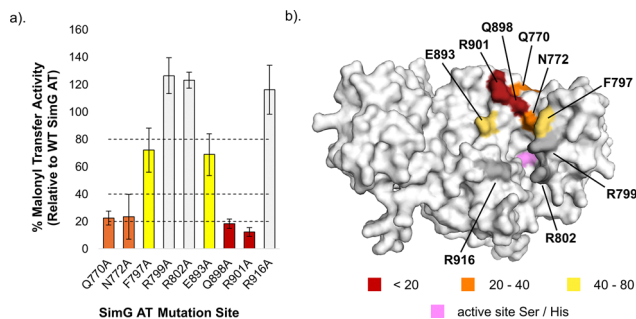 a).
% Malonyl Transfer Activity
(Relative to WT SimG AT)
160
140
120
100
80
60
40
20
0
Q770A
N772A
F797A
R799A
R802A
E893A
Q898A
R901A
R916A
SimG AT Mutation Site
b).
Q898
R901
Q770
E893
N772
F797
R799
R802
R916
< 20
20 - 40
40 - 80
active site Ser / His